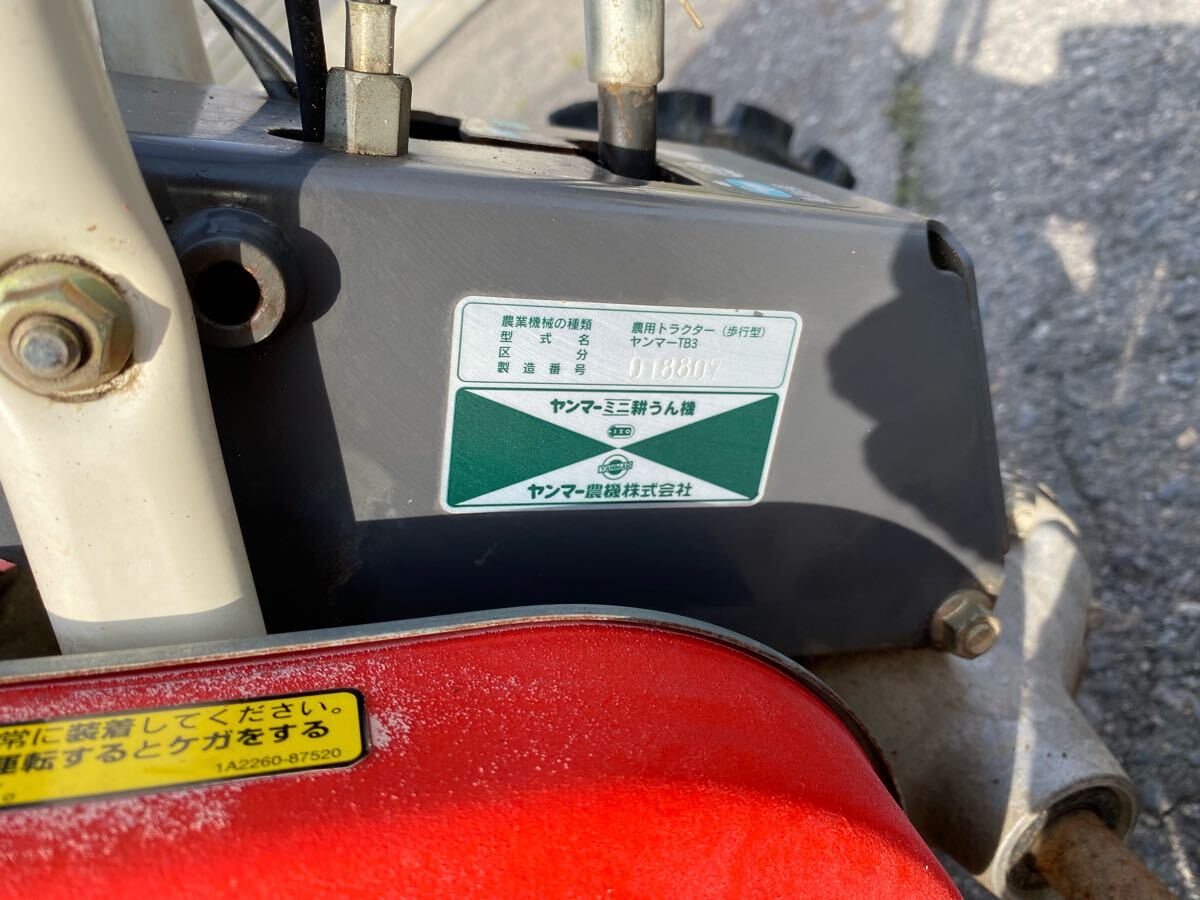 農業機械の種類 農用トラクター（歩行型）
型式名 ヤンマーTB3
区分
製造番号 018807
ヤンマーミニ耕うん機
ISO
YANMAR
ヤンマー農機株式会社
常に装着してください。
運転するとケガをする
1A2260-87520
。